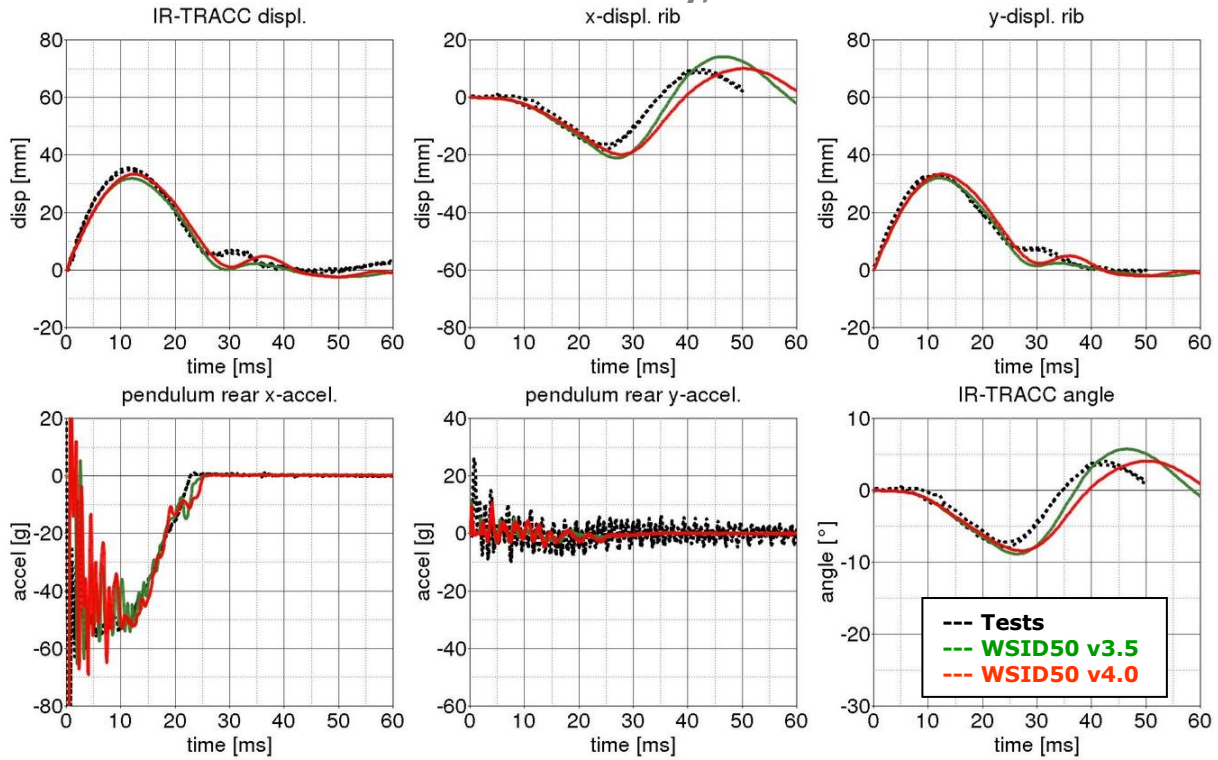 IR-TRACC displ.
80
60
40
20
0
-20
disp [mm]
0 10 20 30 40 50 60
time [ms]
x-displ. rib
20
0
-20
-40
-60
-80
disp [mm]
0 10 20 30 40 50 60
time [ms]
y-displ. rib
80
60
40
20
0
-20
disp [mm]
0 10 20 30 40 50 60
time [ms]
pendulum rear x-accel.
20
0
-20
-40
-60
-80
accel [g]
0 10 20 30 40 50 60
time [ms]
pendulum rear y-accel.
40
20
0
-20
-40
-60
accel [g]
0 10 20 30 40 50 60
time [ms]
IR-TRACC angle
10
0
-10
-20
-30
angle [°]
0 10 20 30 40 50 60
time [ms]
--- Tests
--- WSID50 v3.5
--- WSID50 v4.0